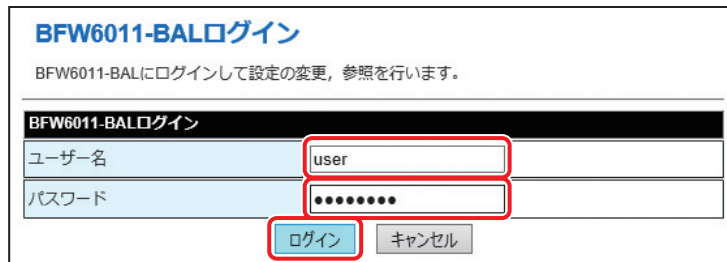 BFW6011-BALログイン
BFW6011-BALにログインして設定の変更，参照を行います。
BFW6011-BALログイン
ユーザー名 user
パスワード ●●●●●●●●
ログイン キャンセル